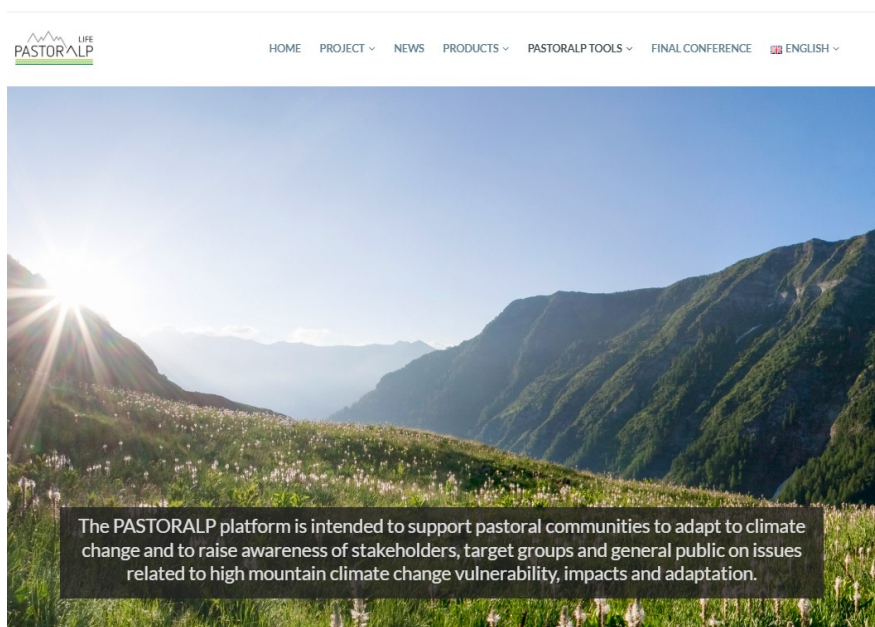 LIFE
PASTORALP
HOME PROJECT NEWS PRODUCTS PASTORALP TOOLS FINAL CONFERENCE ENGLISH
The PASTORALP platform is intended to support pastoral communities to adapt to climate
change and to raise awareness of stakeholders, target groups and general public on issues
related to high mountain climate change vulnerability, impacts and adaptation.